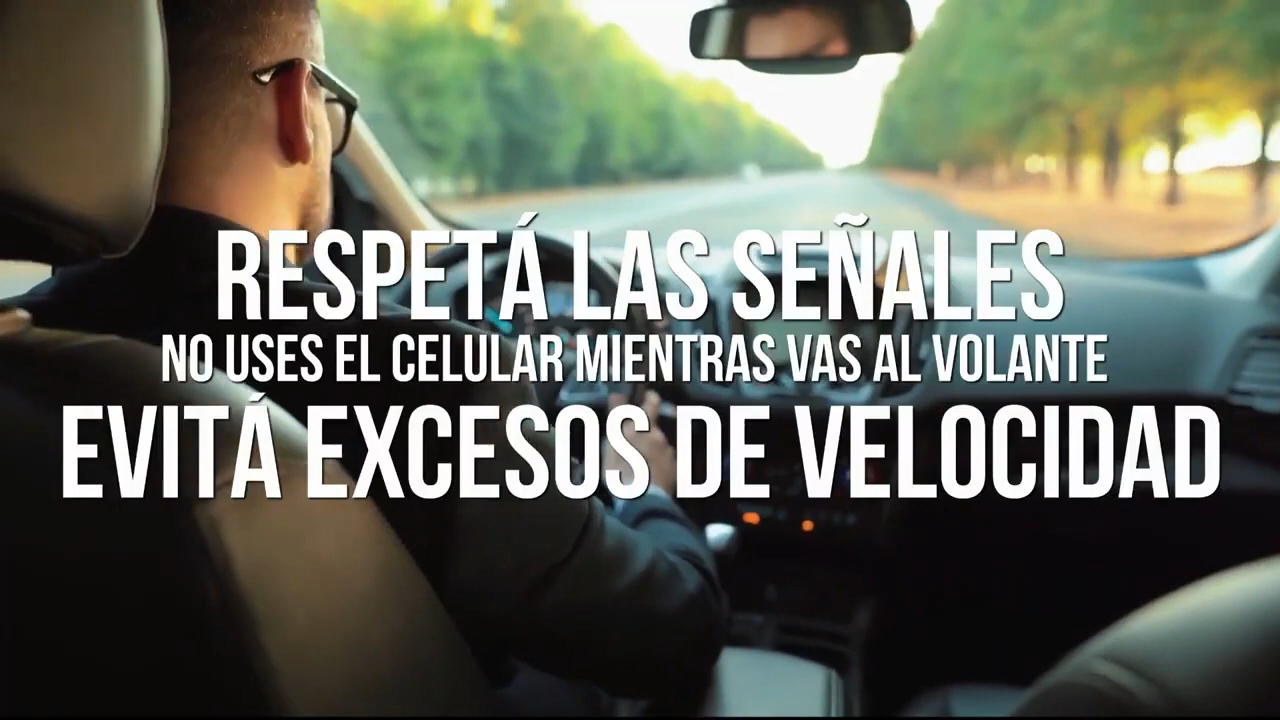 RESPETÁ LAS SEÑALES
NO USES EL CELULAR MIENTRAS VAS AL VOLANTE
EVITÁ EXCESOS DE VELOCIDAD